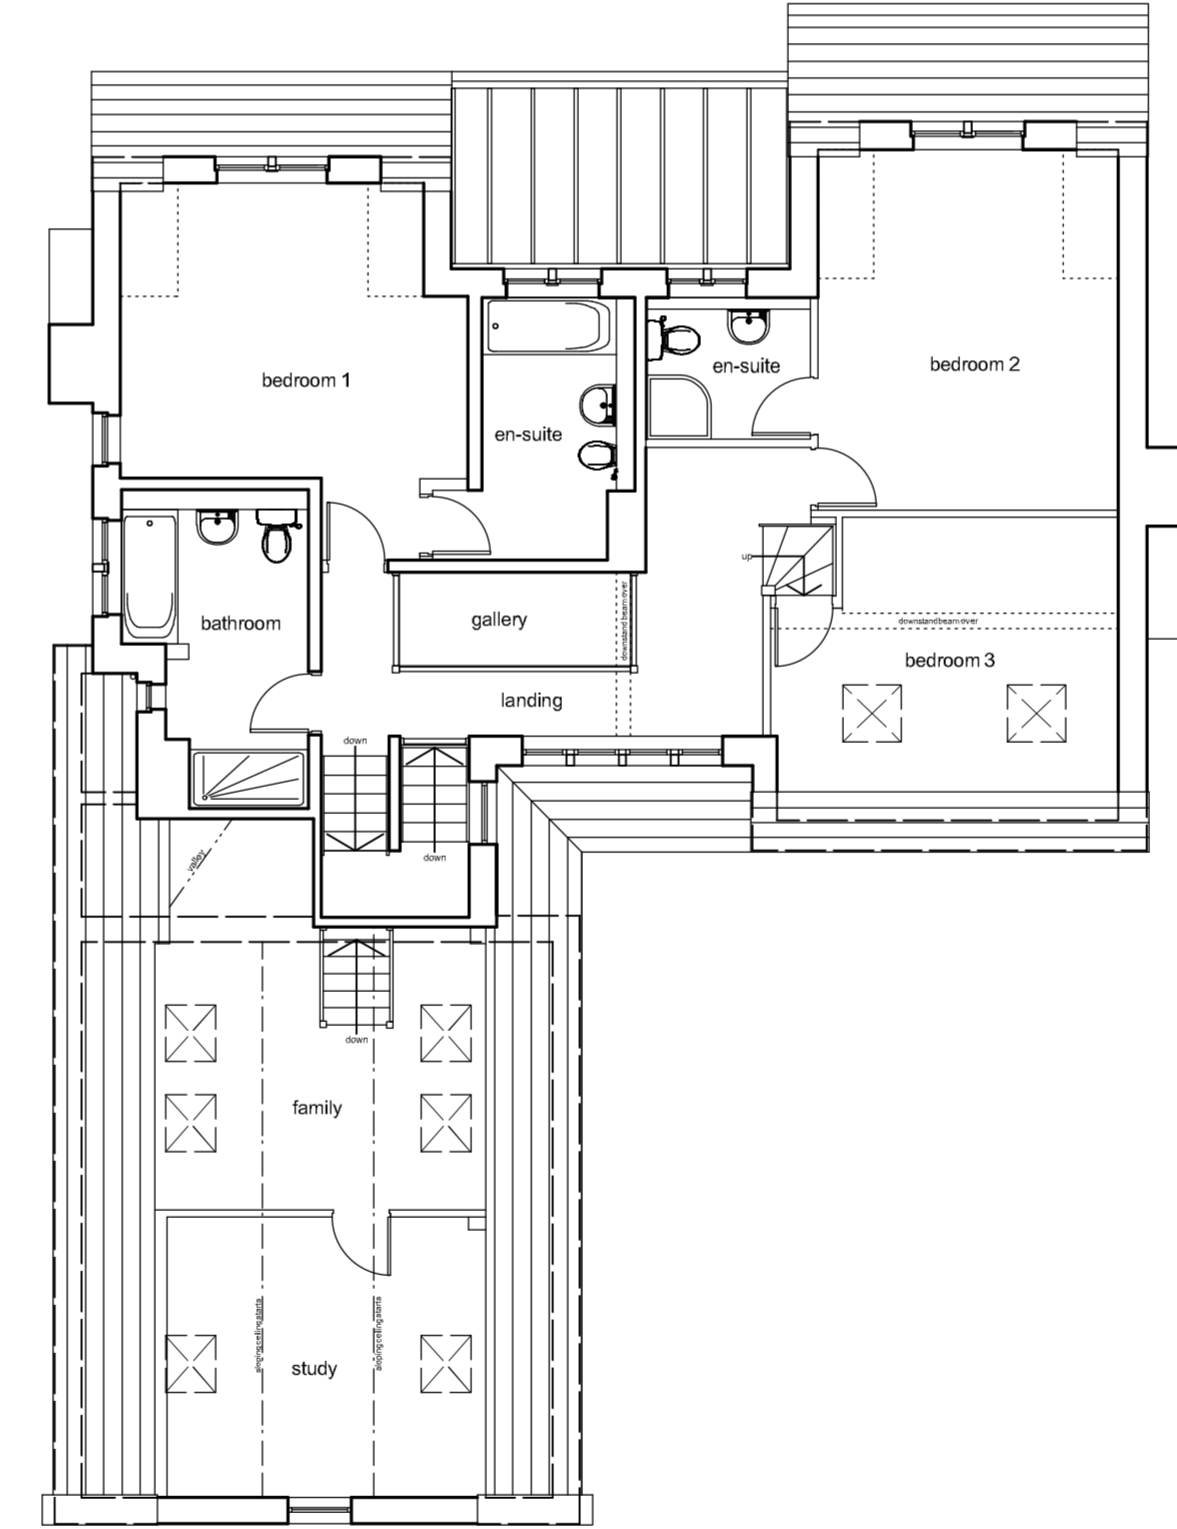 bedroom 1
bedroom 2
en-suite
en-suite
up
gallery
downstand beam over
bathroom
downstand beam over
bedroom 3
landing
down
down
valley
down
family
sloping ceiling starts
sloping ceiling starts
study